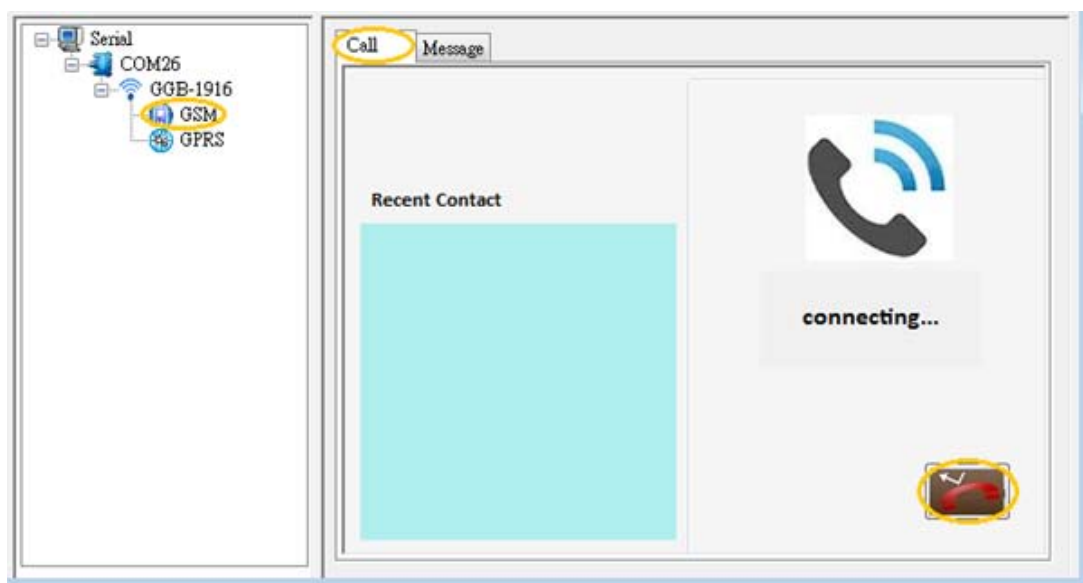 Serial
COM26
GGB-1916
GSM
GPRS
Call Message
Recent Contact
connecting...